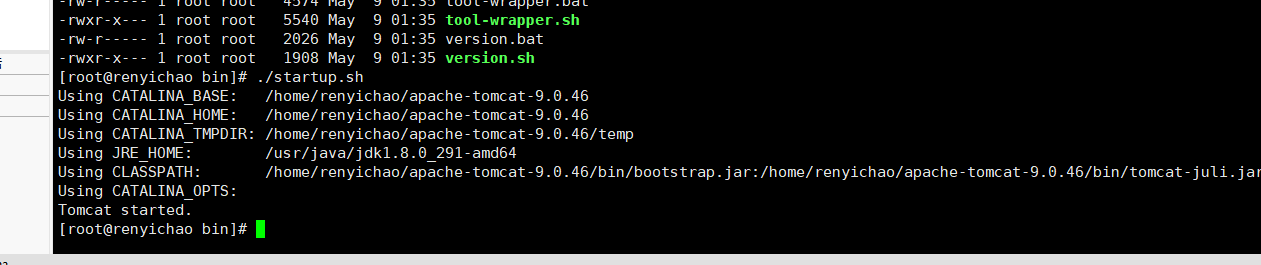 -rw-r----- 1 root root   4574 May  9 01:35 tool-wrapper.bat
-rwxr-x--- 1 root root   5540 May  9 01:35 tool-wrapper.sh
-rw-r----- 1 root root   2026 May  9 01:35 version.bat
-rwxr-x--- 1 root root   1908 May  9 01:35 version.sh
[root@renyichao bin]# ./startup.sh
Using CATALINA_BASE:   /home/renyichao/apache-tomcat-9.0.46
Using CATALINA_HOME:   /home/renyichao/apache-tomcat-9.0.46
Using CATALINA_TMPDIR: /home/renyichao/apache-tomcat-9.0.46/temp
Using JRE_HOME:        /usr/java/jdk1.8.0_291-amd64
Using CLASSPATH:       /home/renyichao/apache-tomcat-9.0.46/bin/bootstrap.jar:/home/renyichao/apache-tomcat-9.0.46/bin/tomcat-juli.jar
Using CATALINA_OPTS:
Tomcat started.
[root@renyichao bin]#